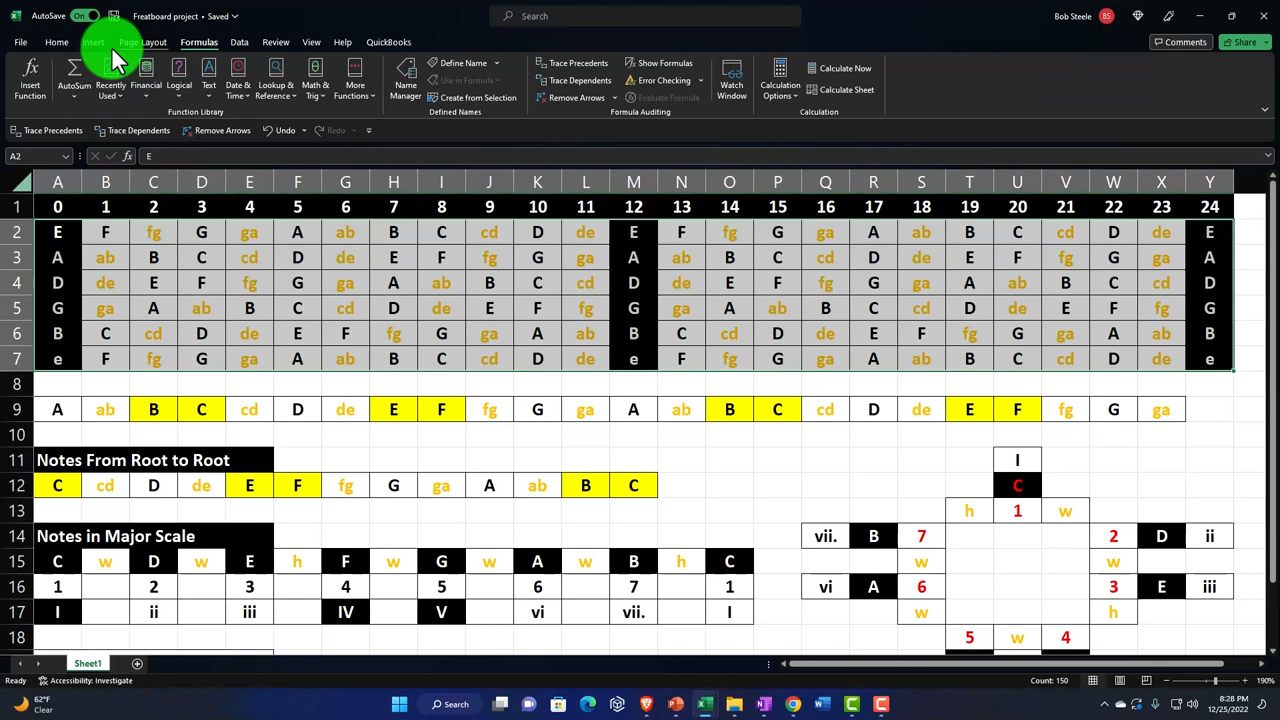 AutoSave On Freatboard project • Saved Search Bob Steele BS
File Home Insert Page Layout Formulas Data Review View Help QuickBooks Comments Share
Insert Function AutoSum Recently Used Financial Logical Text Date & Time Lookup & Reference Math & Trig More Functions Name Manager Define Name Use in Formula Create from Selection Trace Precedents Trace Dependents Remove Arrows Show Formulas Error Checking Evaluate Formula Watch Window Calculation Options Calculate Now Calculate Sheet
Function Library Defined Names Formula Auditing Calculation
Trace Precedents Trace Dependents Remove Arrows Undo Redo
A2 fx E
A B C D E F G H I J K L M N O P Q R S T U V W X Y
1 0 1 2 3 4 5 6 7 8 9 10 11 12 13 14 15 16 17 18 19 20 21 22 23 24
2 E F fg G ga A ab B C cd D de E F fg G ga A ab B C cd D de E
3 A ab B C cd D de E F fg G ga A ab B C cd D de E F fg G ga A
4 D de E F fg G ga A ab B C cd D de E F fg G ga A ab B C cd D
5 G ga A ab B C cd D de E F fg G ga A ab B C cd D de E F fg G
6 B C cd D de E F fg G ga A ab B C cd D de E F fg G ga A ab B
7 e F fg G ga A ab B C cd D de e F fg G ga A ab B C cd D de e
8
9 A ab B C cd D de E F fg G ga A ab B C cd D de E F fg G ga
10
11 Notes From Root to Root I
12 C cd D de E F fg G ga A ab B C C
13 h 1 w
14 Notes in Major Scale vii. B 7 2 D ii
15 C w D w E h F w G w A w B h C w w
16 1 2 3 4 5 6 7 1 vi A 6 3 E iii
17 I ii iii IV V vi vii. I w h
18 5 w 4
Sheet1
Ready Accessibility: Investigate Count: 150 190%
62°F
Clear
Search
8:28 PM
12/25/2022